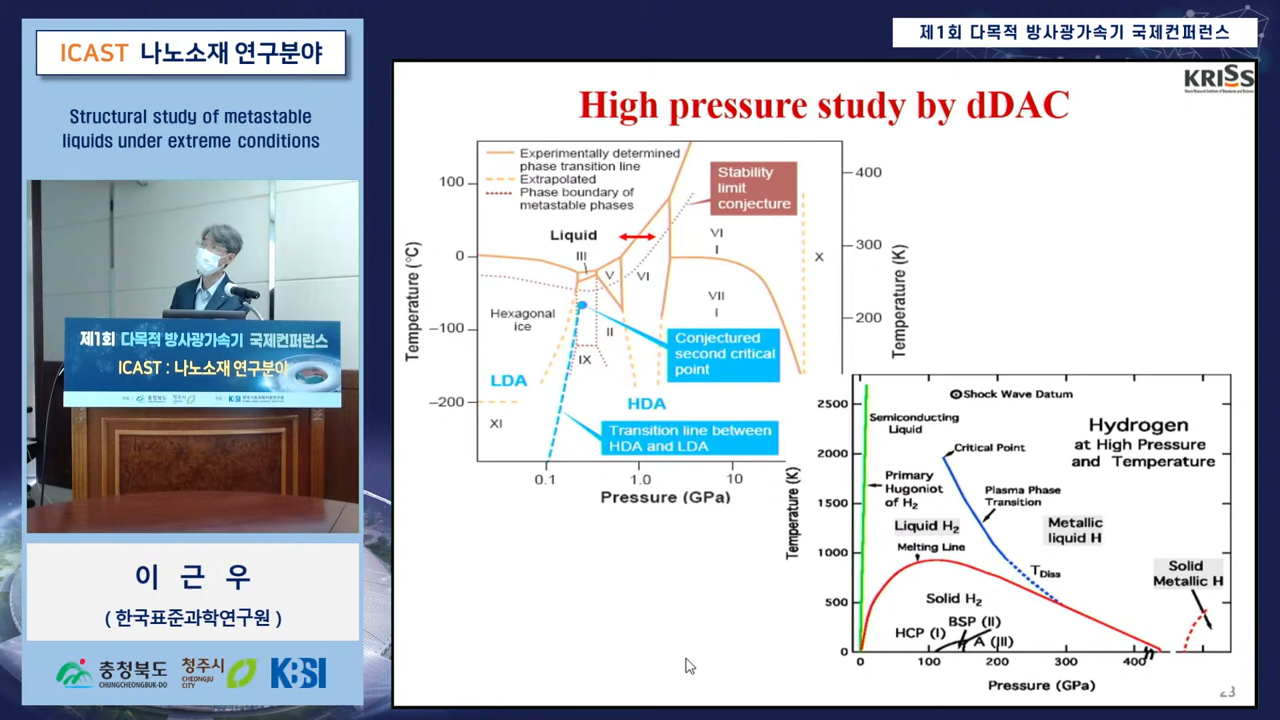 ICAST 나노소재 연구분야
Structural study of metastable
liquids under extreme conditions
제1회 다목적 방사광가속기 국제컨퍼런스
ICAST : 나노소재 연구분야
충청북도
청주시
KBSI
이 근 우
( 한국표준과학연구원 )
충청북도
CHUNGCHEONGBUK-DO
청주시
CHEONGJU
CITY
KBSI
제1회 다목적 방사광가속기 국제컨퍼런스
KRISS
High pressure study by dDAC
Experimentally determined
phase transition line
Extrapolated
Phase boundary of
metastable phases
Stability
limit
conjecture
Liquid
III
V
VI
VI
I
X
VII
I
Hexagonal
ice
II
IX
Conjectured
second critical
point
LDA
HDA
XI
Transition line between
HDA and LDA
100
0
−100
−200
Temperature (°C)
400
300
200
Temperature (K)
0.1
1.0
10
Pressure (GPa)
Shock Wave Datum
Semiconducting
Liquid
Hydrogen
at High Pressure
and Temperature
Critical Point
Primary
Hugoniot
of H2
Plasma Phase
Transition
Liquid H2
Metallic
liquid H
Melting Line
TDiss
Solid
Metallic H
Solid H2
BSP (II)
HCP (I)
A (III)
2500
2000
1500
1000
500
0
Temperature (K)
0
100
200
300
400
Pressure (GPa)
23